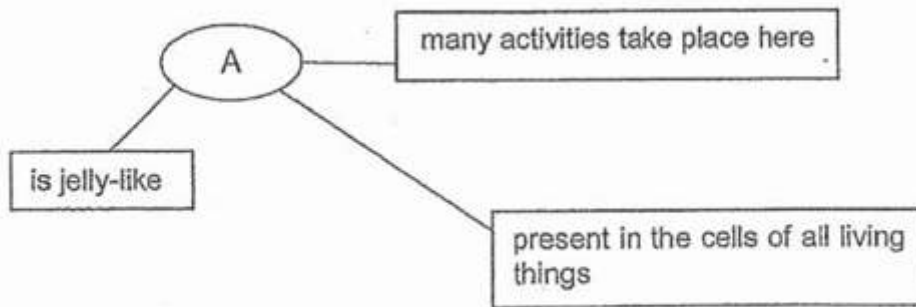 A
many activities take place here
is jelly-like
present in the cells of all living
things